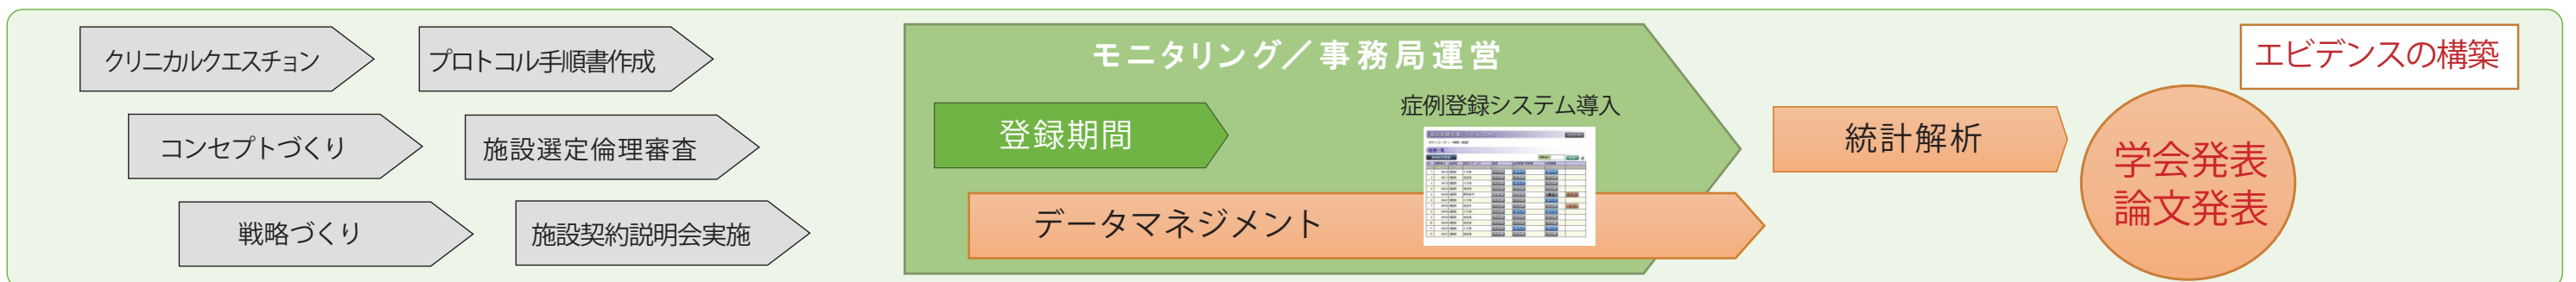 クリニカルクエスチョン
プロトコル手順書作成
コンセプトづくり
施設選定倫理審査
戦略づくり
施設契約説明会実施
モニタリング／事務局運営
登録期間
症例登録システム導入
データマネジメント
統計解析
エビデンスの構築
学会発表
論文発表